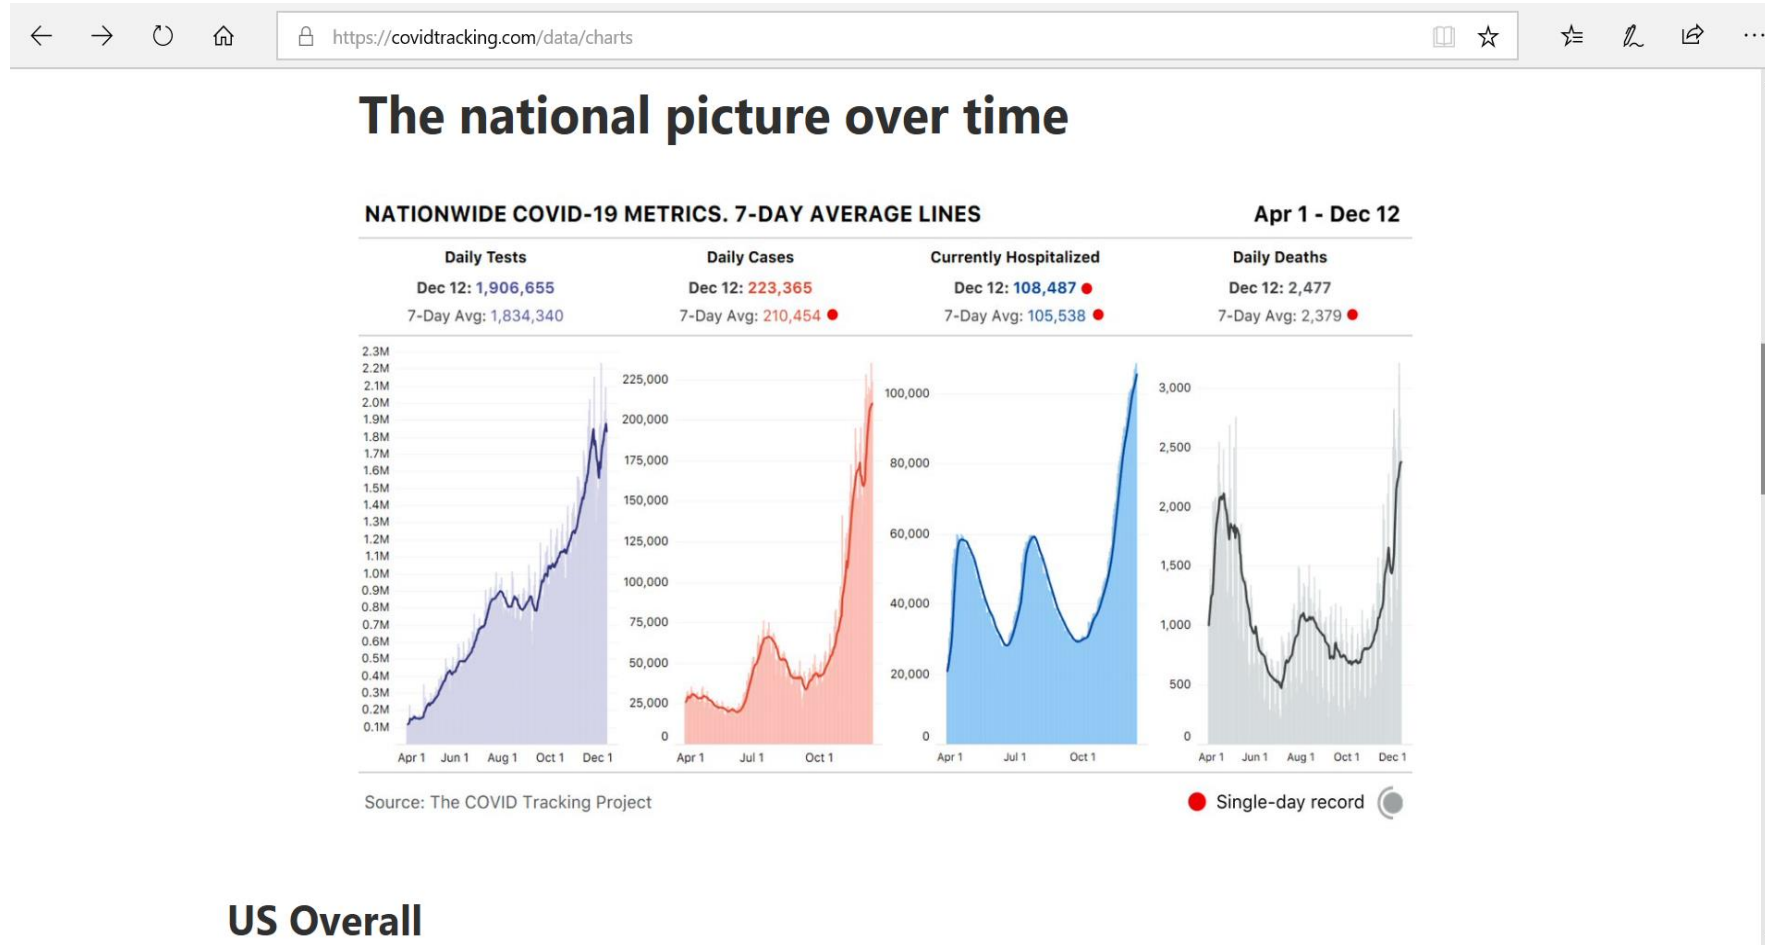 https://covidtracking.com/data/charts
The national picture over time
NATIONWIDE COVID-19 METRICS. 7-DAY AVERAGE LINES
Apr 1 - Dec 12
Daily Tests
Dec 12: 1,906,655
7-Day Avg: 1,834,340
Daily Cases
Dec 12: 223,365
7-Day Avg: 210,454
Currently Hospitalized
Dec 12: 108,487
7-Day Avg: 105,538
Daily Deaths
Dec 12: 2,477
7-Day Avg: 2,379
2.3M
2.2M
2.1M
2.0M
1.9M
1.8M
1.7M
1.6M
1.5M
1.4M
1.3M
1.2M
1.1M
1.0M
0.9M
0.8M
0.7M
0.6M
0.5M
0.4M
0.3M
0.2M
0.1M
Apr 1 Jun 1 Aug 1 Oct 1 Dec 1
225,000
200,000
175,000
150,000
125,000
100,000
75,000
50,000
25,000
0
Apr 1 Jul 1 Oct 1
100,000
80,000
60,000
40,000
20,000
0
Apr 1 Jul 1 Oct 1
3,000
2,500
2,000
1,500
1,000
500
0
Apr 1 Jun 1 Aug 1 Oct 1 Dec 1
Source: The COVID Tracking Project
Single-day record
US Overall